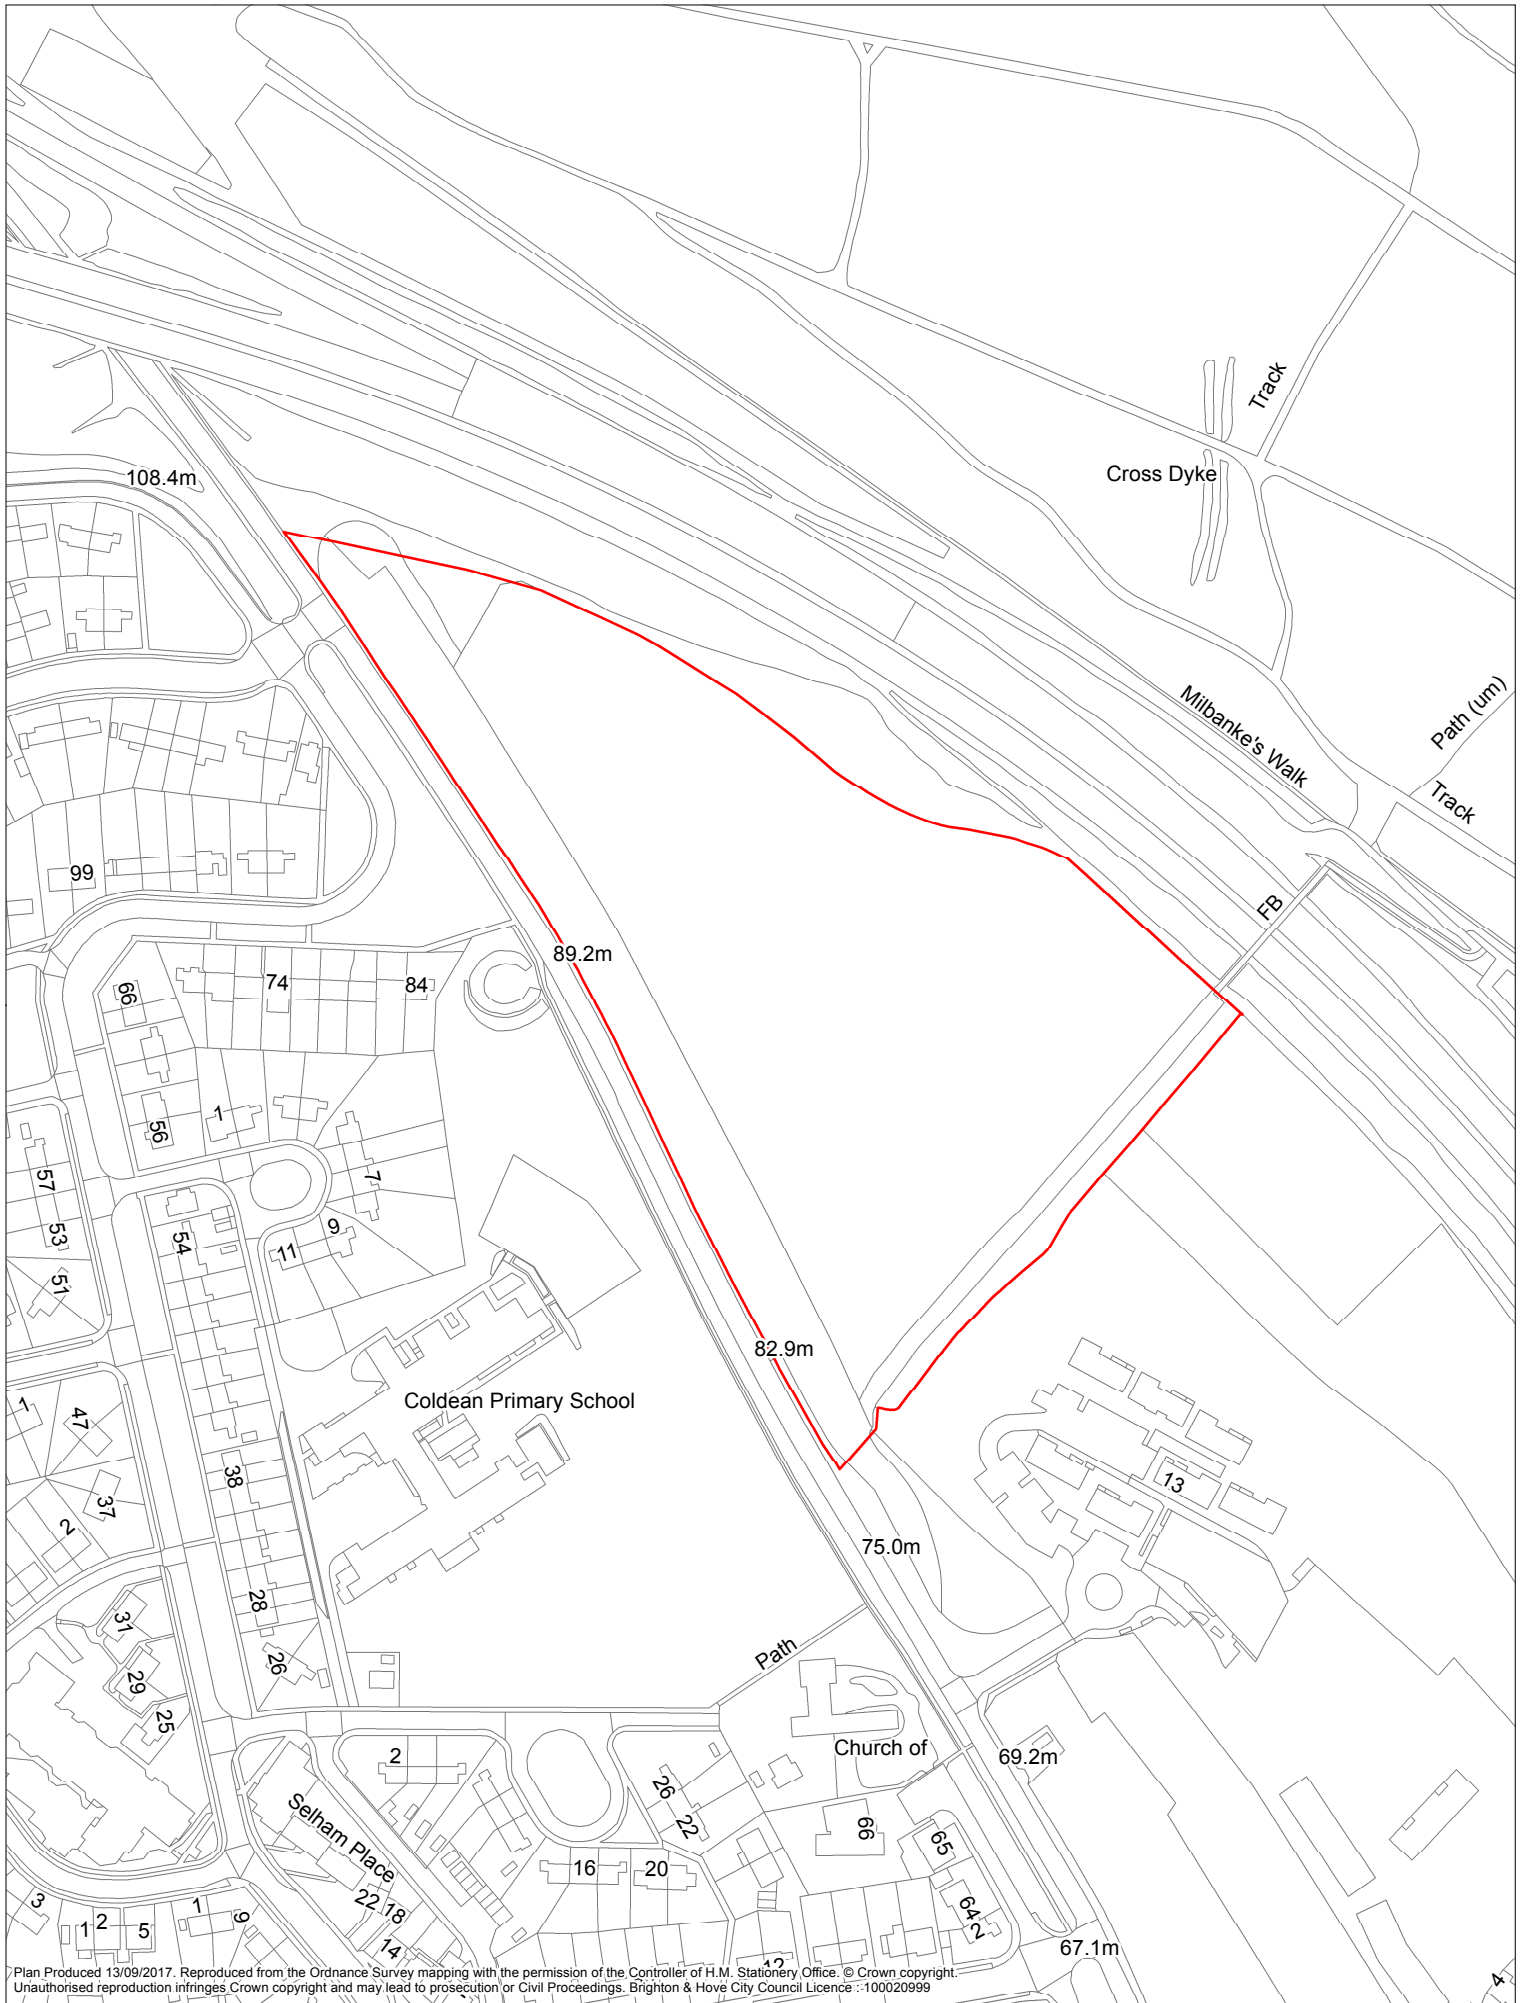 Track
Cross Dyke
108.4m
Milbanke's Walk
Path (um)
Track
99
FB
89.2m
74
84
66
1
56
57
7
53
9
54
11
51
82.9m
Coldean Primary School
1
47
38
13
37
2
75.0m
28
31
Path
26
29
25
Church of
2
69.2m
26
22
66
65
Selham Place
16
20
22
18
64
3
1
2
5
1
9
14
2
67.1m
12
4
Plan Produced 13/09/2017. Reproduced from the Ordnance Survey mapping with the permission of the Controller of H.M. Stationery Office. © Crown copyright.
Unauthorised reproduction infringes Crown copyright and may lead to prosecution or Civil Proceedings. Brighton & Hove City Council Licence :-100020999